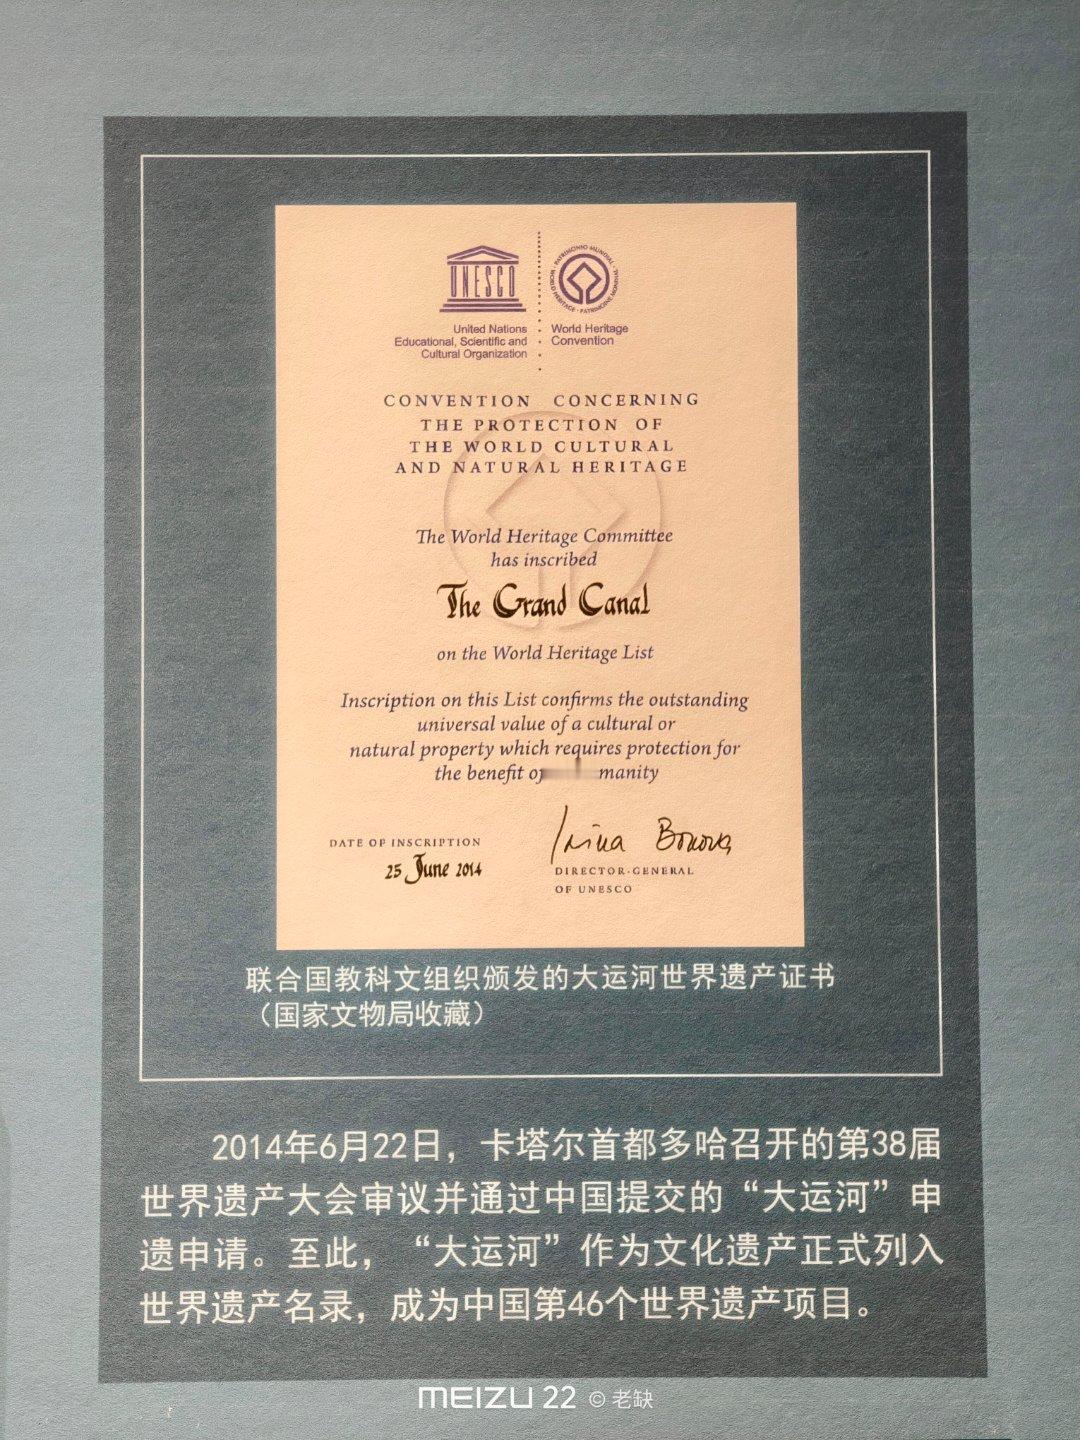 UNESCO
United Nations
Educational, Scientific and
Cultural Organization
PATRIMONIO MUNDIAL · WORLD HERITAGE · PATRIMOINE MONDIAL
World Heritage
Convention
CONVENTION CONCERNING
THE PROTECTION OF
THE WORLD CULTURAL
AND NATURAL HERITAGE
The World Heritage Committee
has inscribed
The Grand Canal
on the World Heritage List
Inscription on this List confirms the outstanding
universal value of a cultural or
natural property which requires protection for
the benefit manity
DATE OF INSCRIPTION
25 June 2014
Irina Bokova
DIRECTOR-GENERAL
OF UNESCO
联合国教科文组织颁发的大运河世界遗产证书
（国家文物局收藏）
2014年6月22日，卡塔尔首都多哈召开的第38届
世界遗产大会审议并通过中国提交的“大运河”申
遗申请。至此，“大运河”作为文化遗产正式列入
世界遗产名录，成为中国第46个世界遗产项目。
MEIZU 22 © 老缺